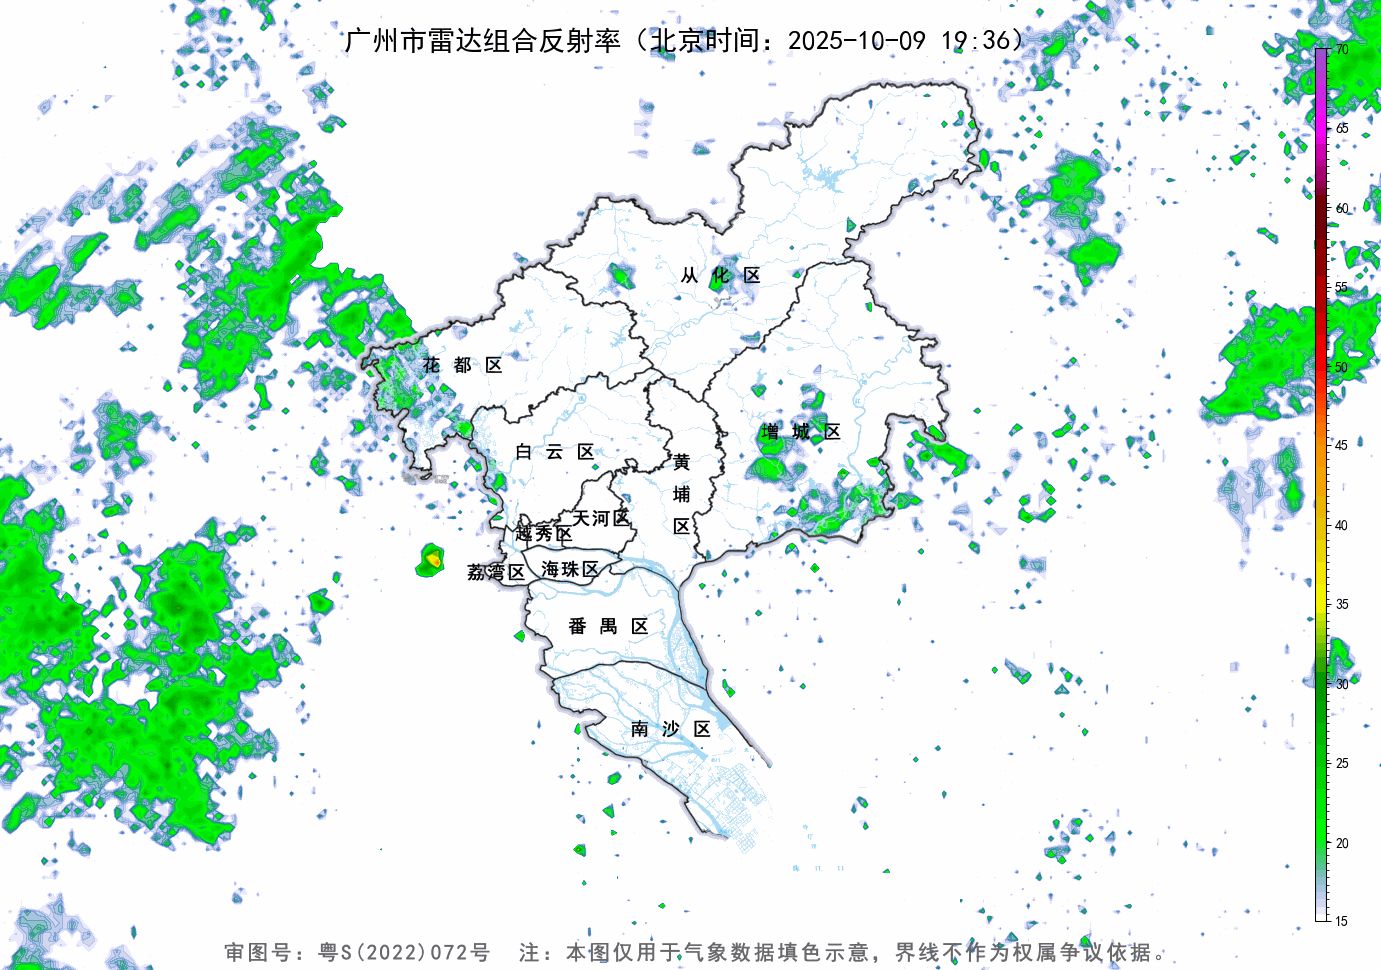 广州市雷达组合反射率（北京时间：2025-10-09 19:36）
70
65
60
55
50
45
40
35
30
25
20
15
从化区
花都区
增城区
白云区
黄埔区
天河区
越秀区
海珠区
荔湾区
番禺区
南沙区
审图号：粤S(2022)072号 注：本图仅用于气象数据填色示意，界线不作为权属争议依据。